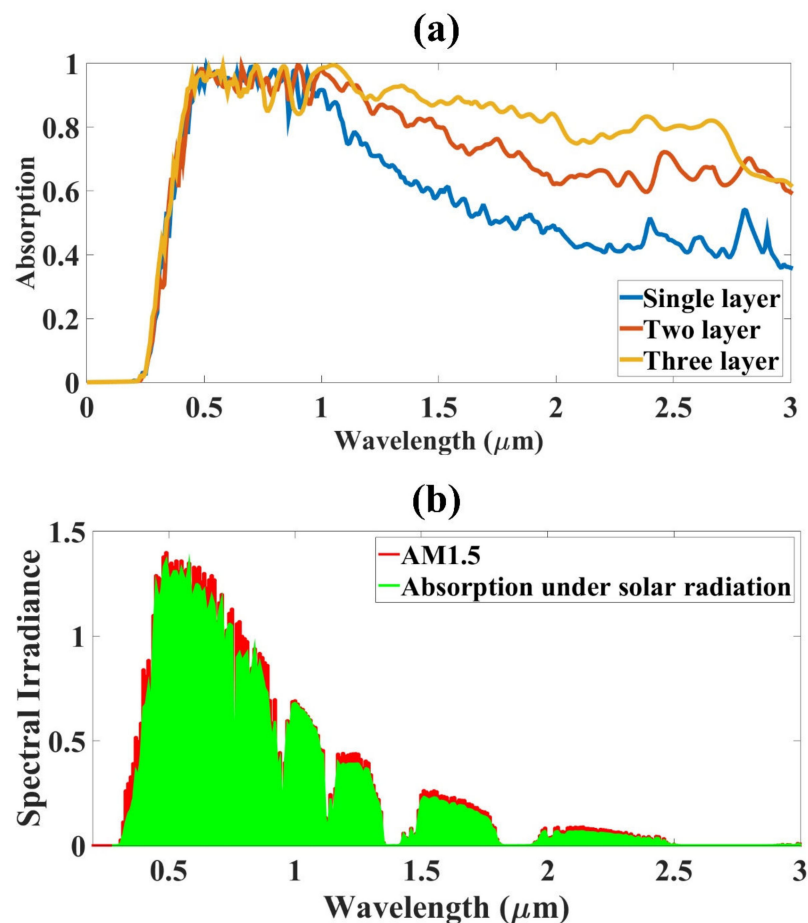 (a)
1
0.8
0.6
0.4
0.2
0
Absorption
Single layer
Two layer
Three layer
0 0.5 1 1.5 2 2.5 3
Wavelength (μm)
(b)
1.5
1
0.5
0
Spectral Irradiance
AM1.5
Absorption under solar radiation
0.5 1 1.5 2 2.5 3
Wavelength (μm)